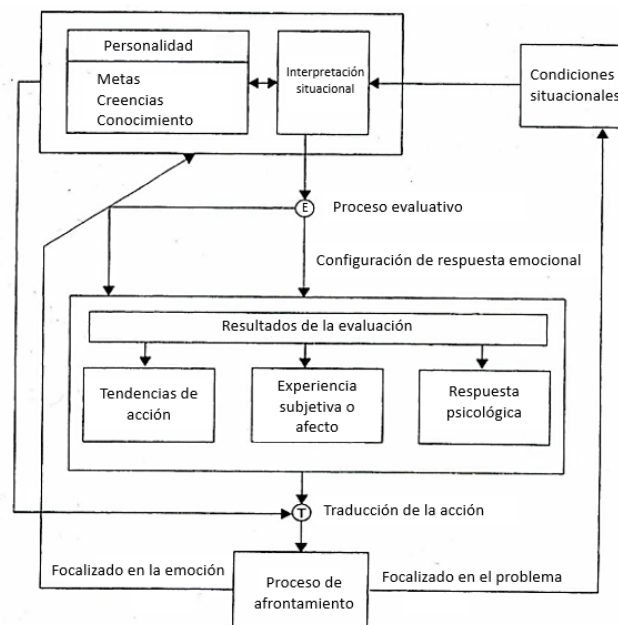 Personalidad
Metas
Creencias
Conocimiento
Interpretación
situacional
Condiciones
situacionales
E
Proceso evaluativo
Configuración de respuesta emocional
Resultados de la evaluación
Tendencias de
acción
Experiencia
subjetiva o
afecto
Respuesta
psicológica
T
Traducción de la acción
Focalizado en la emoción
Proceso de
afrontamiento
Focalizado en el problema